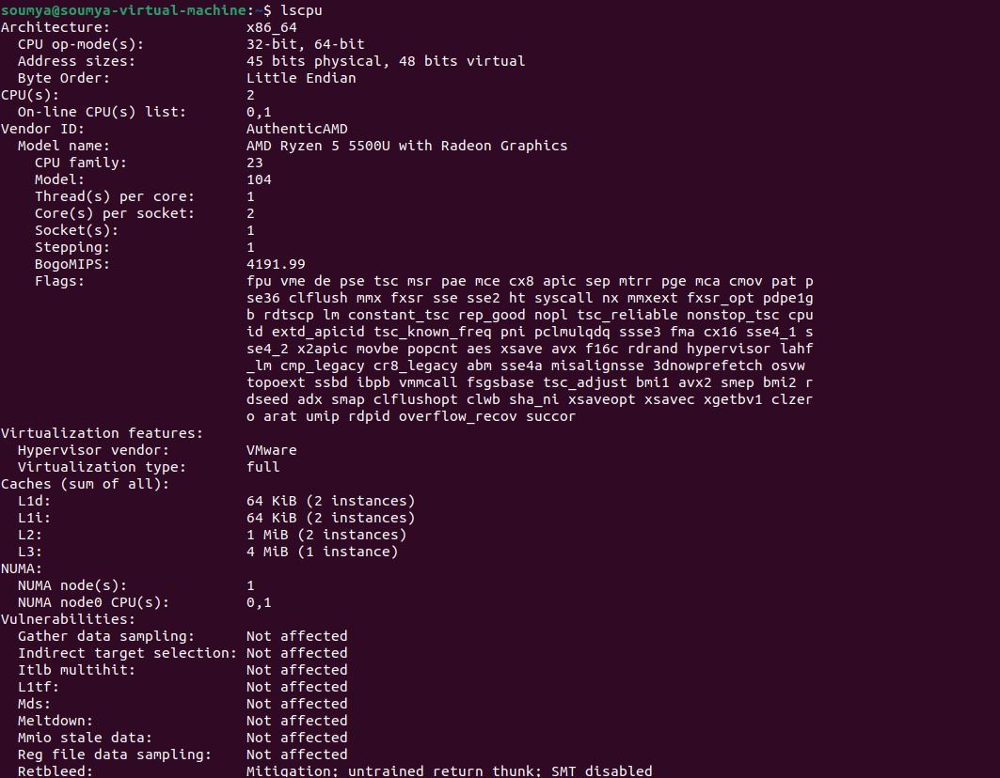 soumya@soumya-virtual-machine:~$ lscpu
Architecture: x86_64
CPU op-mode(s): 32-bit, 64-bit
Address sizes: 45 bits physical, 48 bits virtual
Byte Order: Little Endian
CPU(s): 2
On-line CPU(s) list: 0,1
Vendor ID: AuthenticAMD
Model name: AMD Ryzen 5 5500U with Radeon Graphics
CPU family: 23
Model: 104
Thread(s) per core: 1
Core(s) per socket: 2
Socket(s): 1
Stepping: 1
BogoMIPS: 4191.99
Flags: fpu vme de pse tsc msr pae mce cx8 apic sep mtrr pge mca cmov pat p
se36 clflush mmx fxsr sse sse2 ht syscall nx mmxext fxsr_opt pdpe1g
b rdtscp lm constant_tsc rep_good nopl tsc_reliable nonstop_tsc cpu
id extd_apicid tsc_known_freq pni pclmulqdq ssse3 fma cx16 sse4_1 s
se4_2 x2apic movbe popcnt aes xsave avx f16c rdrand hypervisor lahf
_lm cmp_legacy cr8_legacy abm sse4a misalignsse 3dnowprefetch osvw
topoext ssbd ibpb vmmcall fsgsbase tsc_adjust bmi1 avx2 smep bmi2 r
dseed adx smap clflushopt clwb sha_ni xsaveopt xsavec xgetbv1 clzer
o arat umip rdpid overflow_recov succor
Virtualization features:
Hypervisor vendor: VMware
Virtualization type: full
Caches (sum of all):
L1d: 64 KiB (2 instances)
L1i: 64 KiB (2 instances)
L2: 1 MiB (2 instances)
L3: 4 MiB (1 instance)
NUMA:
NUMA node(s): 1
NUMA node0 CPU(s): 0,1
Vulnerabilities:
Gather data sampling: Not affected
Indirect target selection: Not affected
Itlb multihit: Not affected
L1tf: Not affected
Mds: Not affected
Meltdown: Not affected
Mmio stale data: Not affected
Reg file data sampling: Not affected
Retbleed: Mitigation; untrained return thunk; SMT disabled